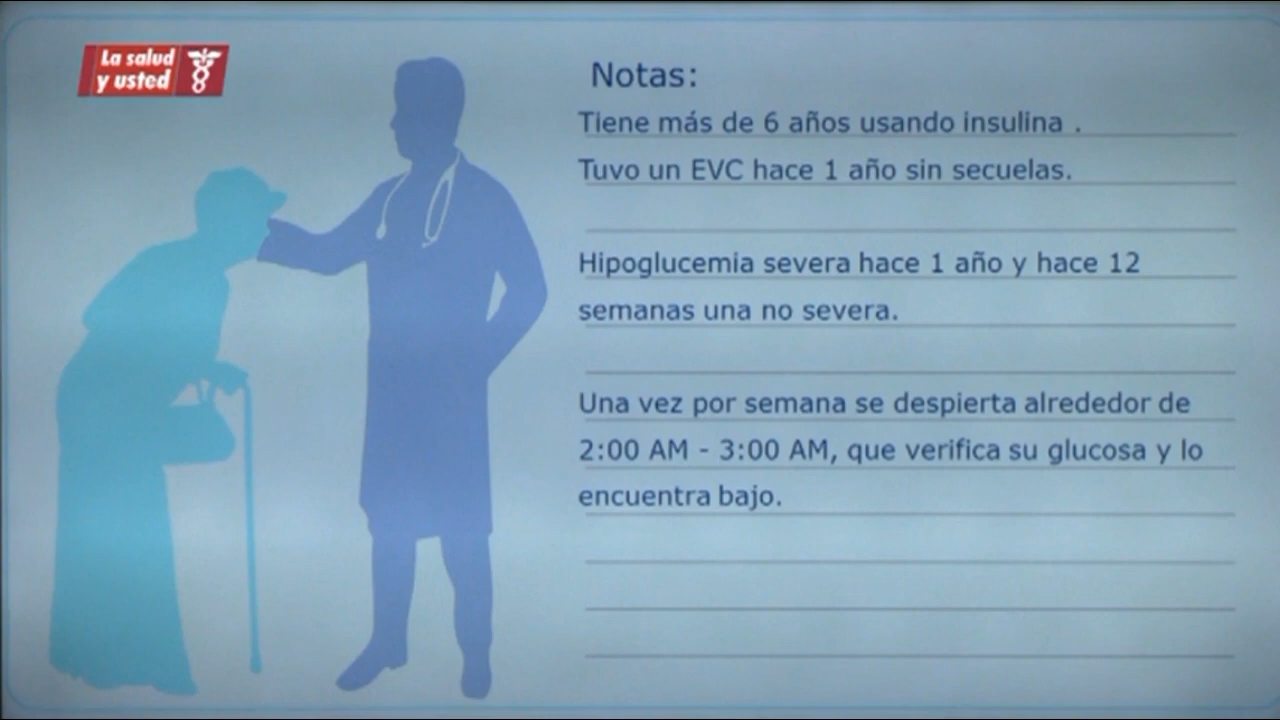 La salud
y usted
Notas:
Tiene más de 6 años usando insulina .
Tuvo un EVC hace 1 año sin secuelas.
Hipoglucemia severa hace 1 año y hace 12
semanas una no severa.
Una vez por semana se despierta alrededor de
2:00 AM - 3:00 AM, que verifica su glucosa y lo
encuentra bajo.